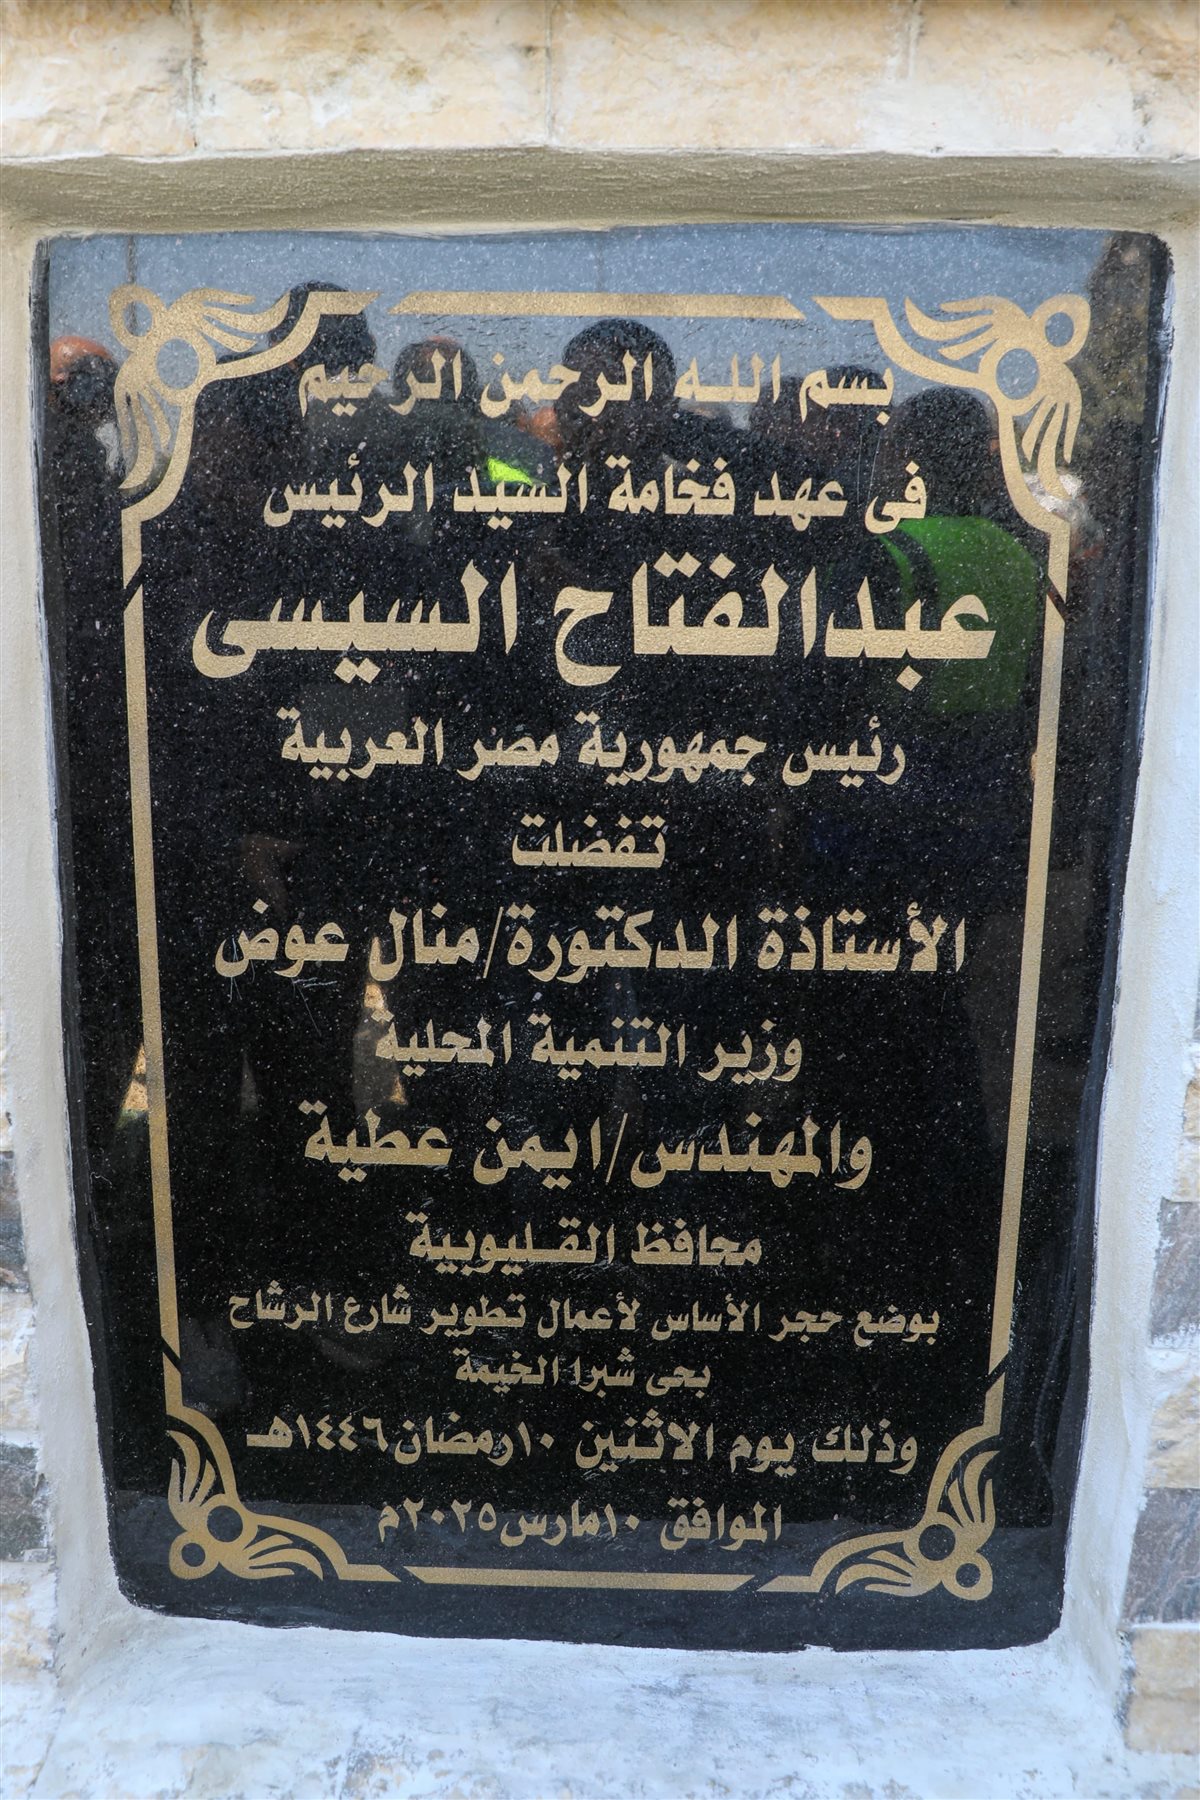 بسم الله الرحمن الرحيم
فى عهد فخامة السيد الرئيس
عبدالفتاح السيسى
رئيس جمهورية مصر العربية
تفضلت
الأستاذة الدكتورة/منال عوض
وزير التنمية المحلية
والمهندس/ايمن عطية
محافظ القليوبية
بوضع حجر الأساس لأعمال تطوير شارع الرشاح
بحى شبرا الخيمة
وذلك يوم الاثنين ١٠رمضان١٤٤٦هـ
الموافق ١٠مارس٢٠٢٥م